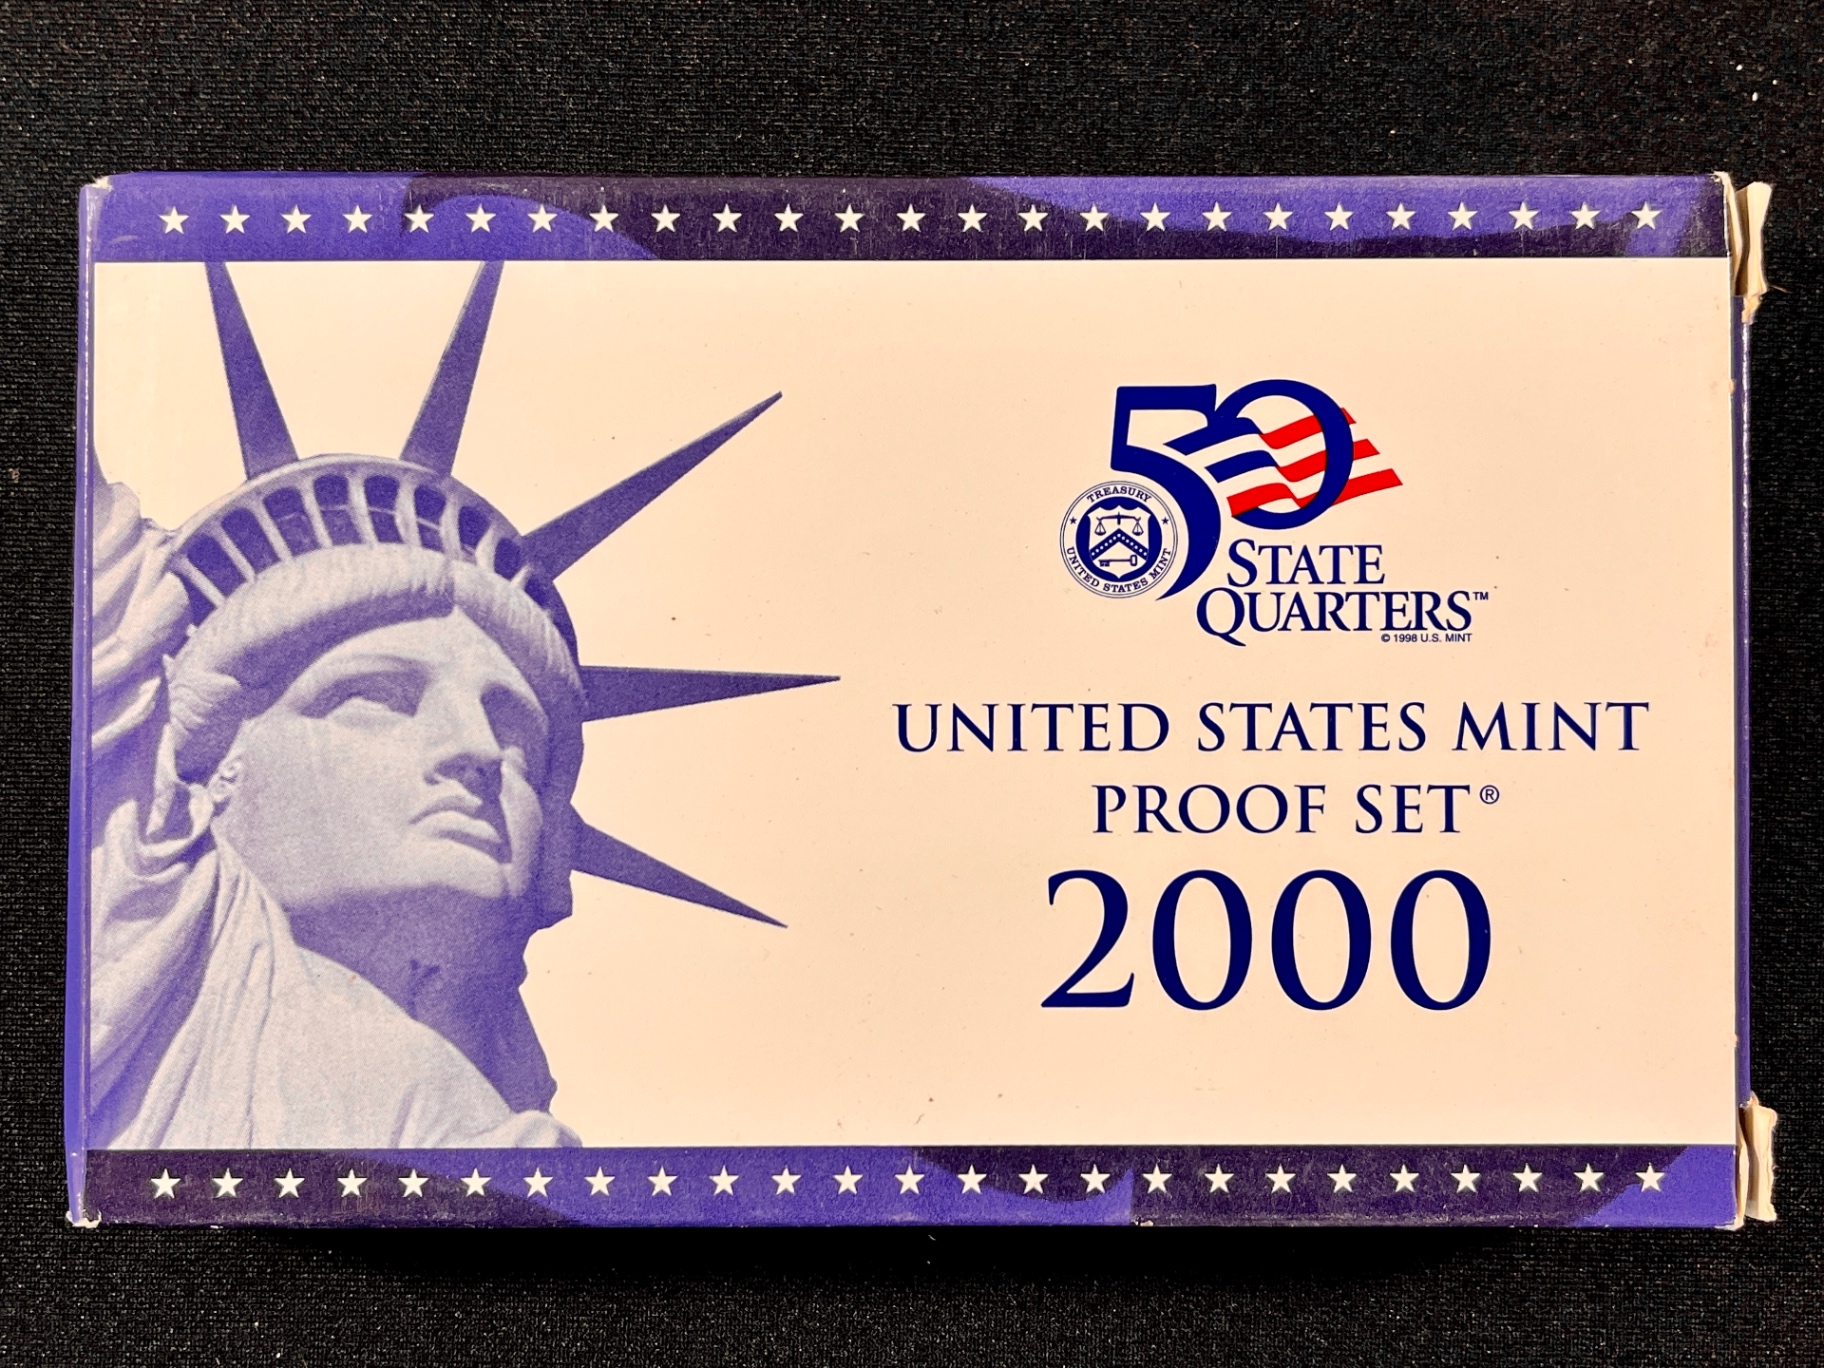 50
TREASURY
UNITED STATES MINT
STATE
QUARTERS™
© 1998 U.S. MINT
UNITED STATES MINT
PROOF SET®
2000